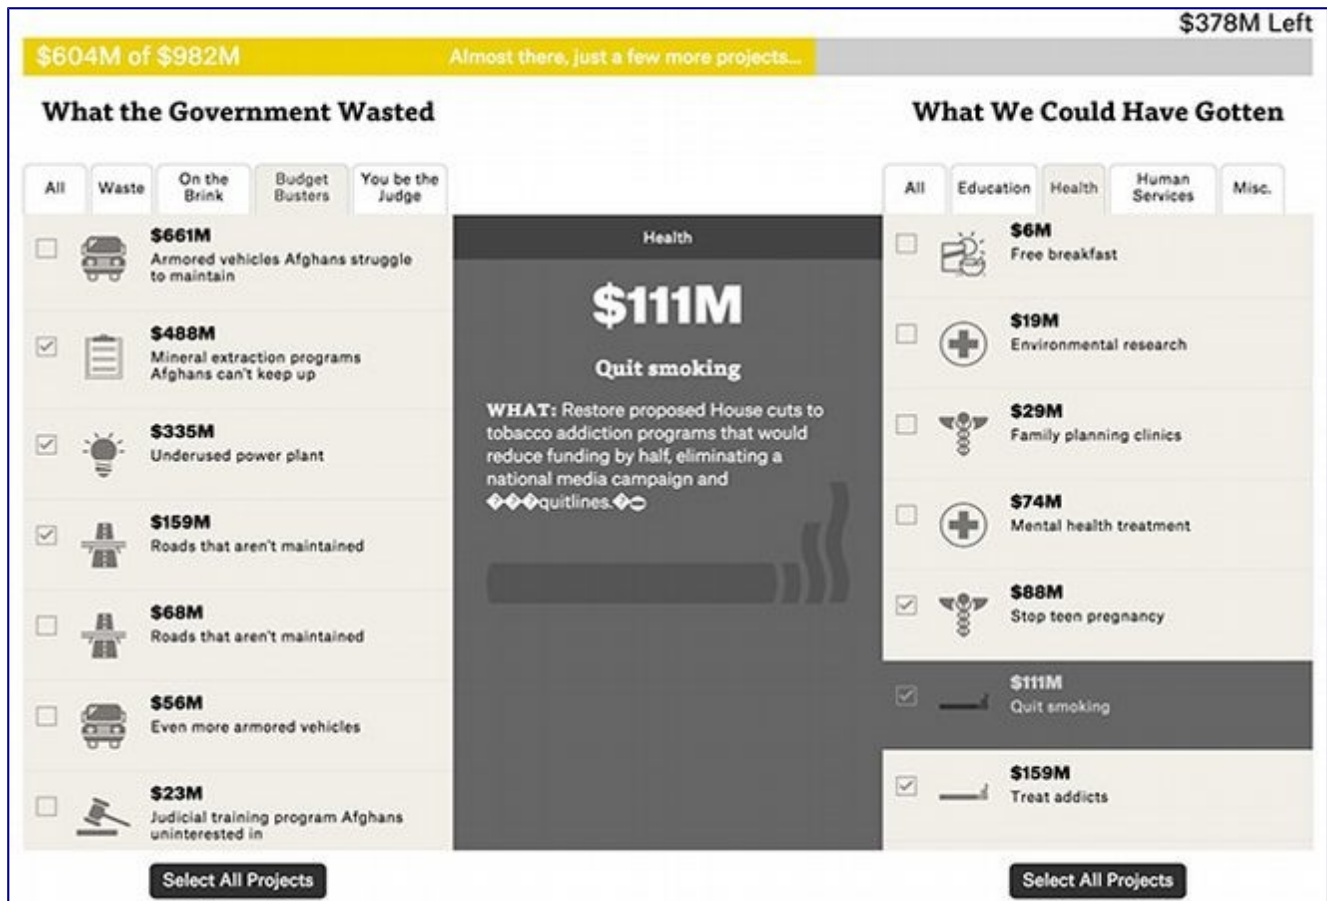 $378M Left
$604M of $982M
Almost there, just a few more projects...
What the Government Wasted
All
Waste
On the
Brink
Budget
Busters
You be the
Judge
$661M
Armored vehicles Afghans struggle
to maintain
$488M
Mineral extraction programs
Afghans can't keep up
$335M
Underused power plant
$159M
Roads that aren't maintained
$68M
Roads that aren't maintained
$56M
Even more armored vehicles
$23M
Judicial training program Afghans
uninterested in
Select All Projects
Health
$111M
Quit smoking
WHAT: Restore proposed House cuts to
tobacco addiction programs that would
reduce funding by half, eliminating a
national media campaign and
���quitlines.�
What We Could Have Gotten
All
Education
Health
Human
Services
Misc.
$6M
Free breakfast
$19M
Environmental research
$29M
Family planning clinics
$74M
Mental health treatment
$88M
Stop teen pregnancy
$111M
Quit smoking
$159M
Treat addicts
Select All Projects